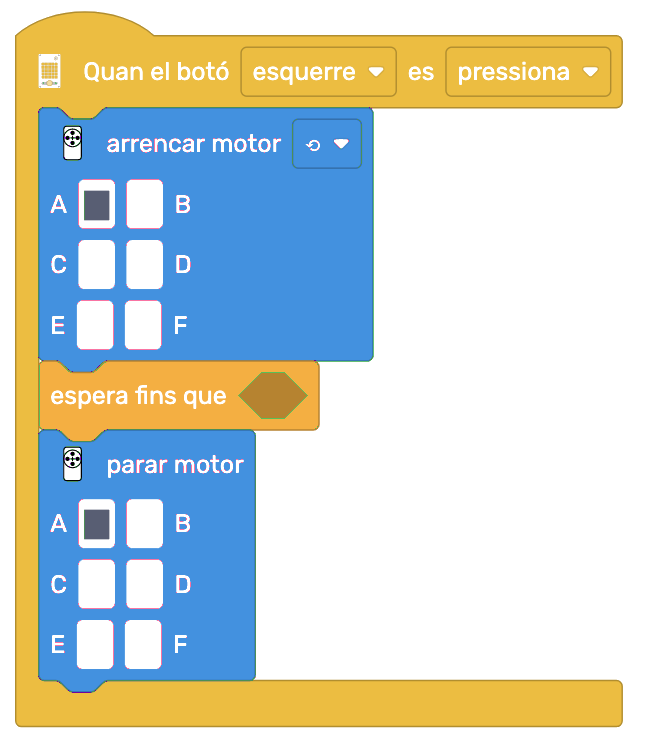 Quan el botó esquerre es pressiona
arrencar motor
A B
C D
E F
espera fins que
parar motor
A B
C D
E F